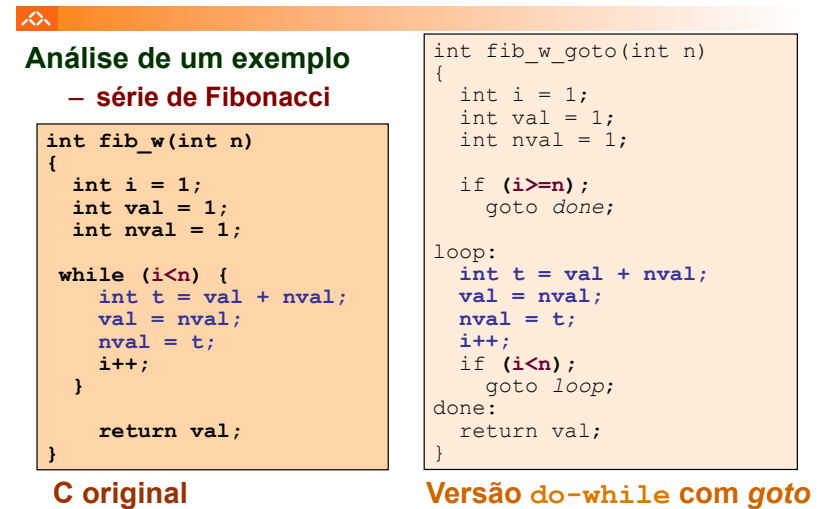 Análise de um exemplo
– série de Fibonacci
int fib_w(int n)
{
int i = 1;
int val = 1;
int nval = 1;
while (i<n) {
int t = val + nval;
val = nval;
nval = t;
i++;
}
return val;
}
C original
int fib_w_goto(int n)
{
int i = 1;
int val = 1;
int nval = 1;
if (i>=n);
goto done;
loop:
int t = val + nval;
val = nval;
nval = t;
i++;
if (i<n);
goto loop;
done:
return val;
}
Versão do-while com goto